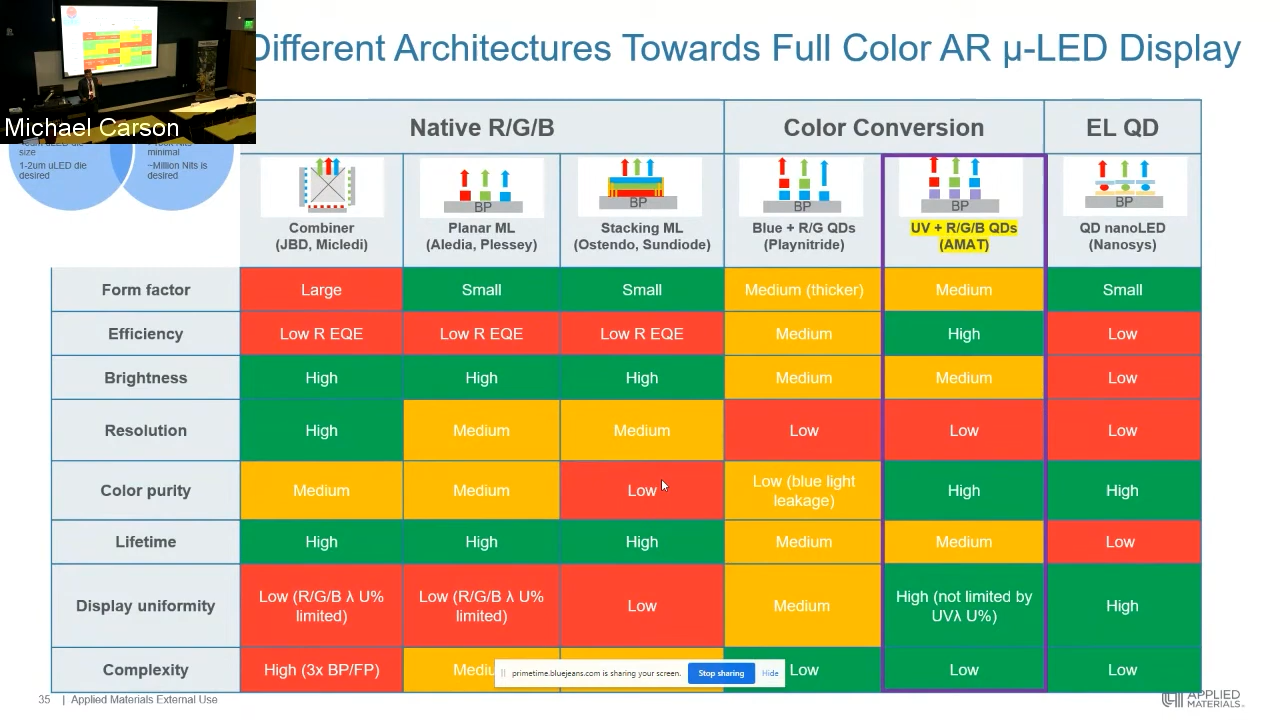 Different Architectures Towards Full Color AR µ-LED Display
Michael Carson
size
minimal
1-2um uLED die
desired
~Million Nits is
desired
Native R/G/B
Color Conversion
EL QD
BP
BP
BP
BP
BP
Combiner
(JBD, Micledi)
Planar ML
(Aledia, Plessey)
Stacking ML
(Ostendo, Sundiode)
Blue + R/G QDs
(Playnitride)
UV + R/G/B QDs
(AMAT)
QD nanoLED
(Nanosys)
Form factor
Large
Small
Small
Medium (thicker)
Medium
Small
Efficiency
Low R EQE
Low R EQE
Low R EQE
Medium
High
Low
Brightness
High
High
High
Medium
Medium
Low
Resolution
High
Medium
Medium
Low
Low
Low
Color purity
Medium
Medium
Low
Low (blue light
leakage)
High
High
Lifetime
High
High
High
Medium
Medium
Low
Display uniformity
Low (R/G/B λ U%
limited)
Low (R/G/B λ U%
limited)
Low
Medium
High (not limited by
UVλ U%)
High
Complexity
High (3x BP/FP)
Low
Low
Low
primetime.bluejeans.com is sharing your screen.
Stop sharing
Hide
35 | Applied Materials External Use
APPLIED
MATERIALS